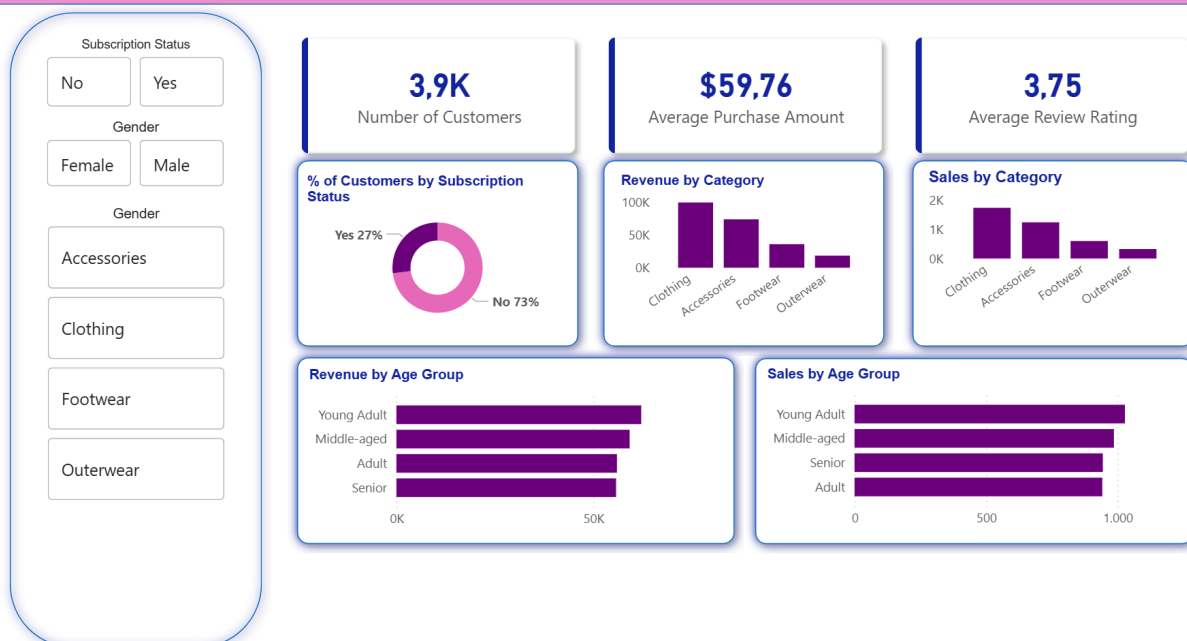 Subscription Status
No
Yes
Gender
Female
Male
Gender
Accessories
Clothing
Footwear
Outerwear
3,9K
Number of Customers
$59,76
Average Purchase Amount
3,75
Average Review Rating
% of Customers by Subscription
Status
Yes 27%
No 73%
Revenue by Category
100K
50K
0K
Clothing
Accessories
Footwear
Outerwear
Sales by Category
2K
1K
0K
Clothing
Accessories
Footwear
Outerwear
Revenue by Age Group
Young Adult
Middle-aged
Adult
Senior
0K
50K
Sales by Age Group
Young Adult
Middle-aged
Senior
Adult
0
500
1.000